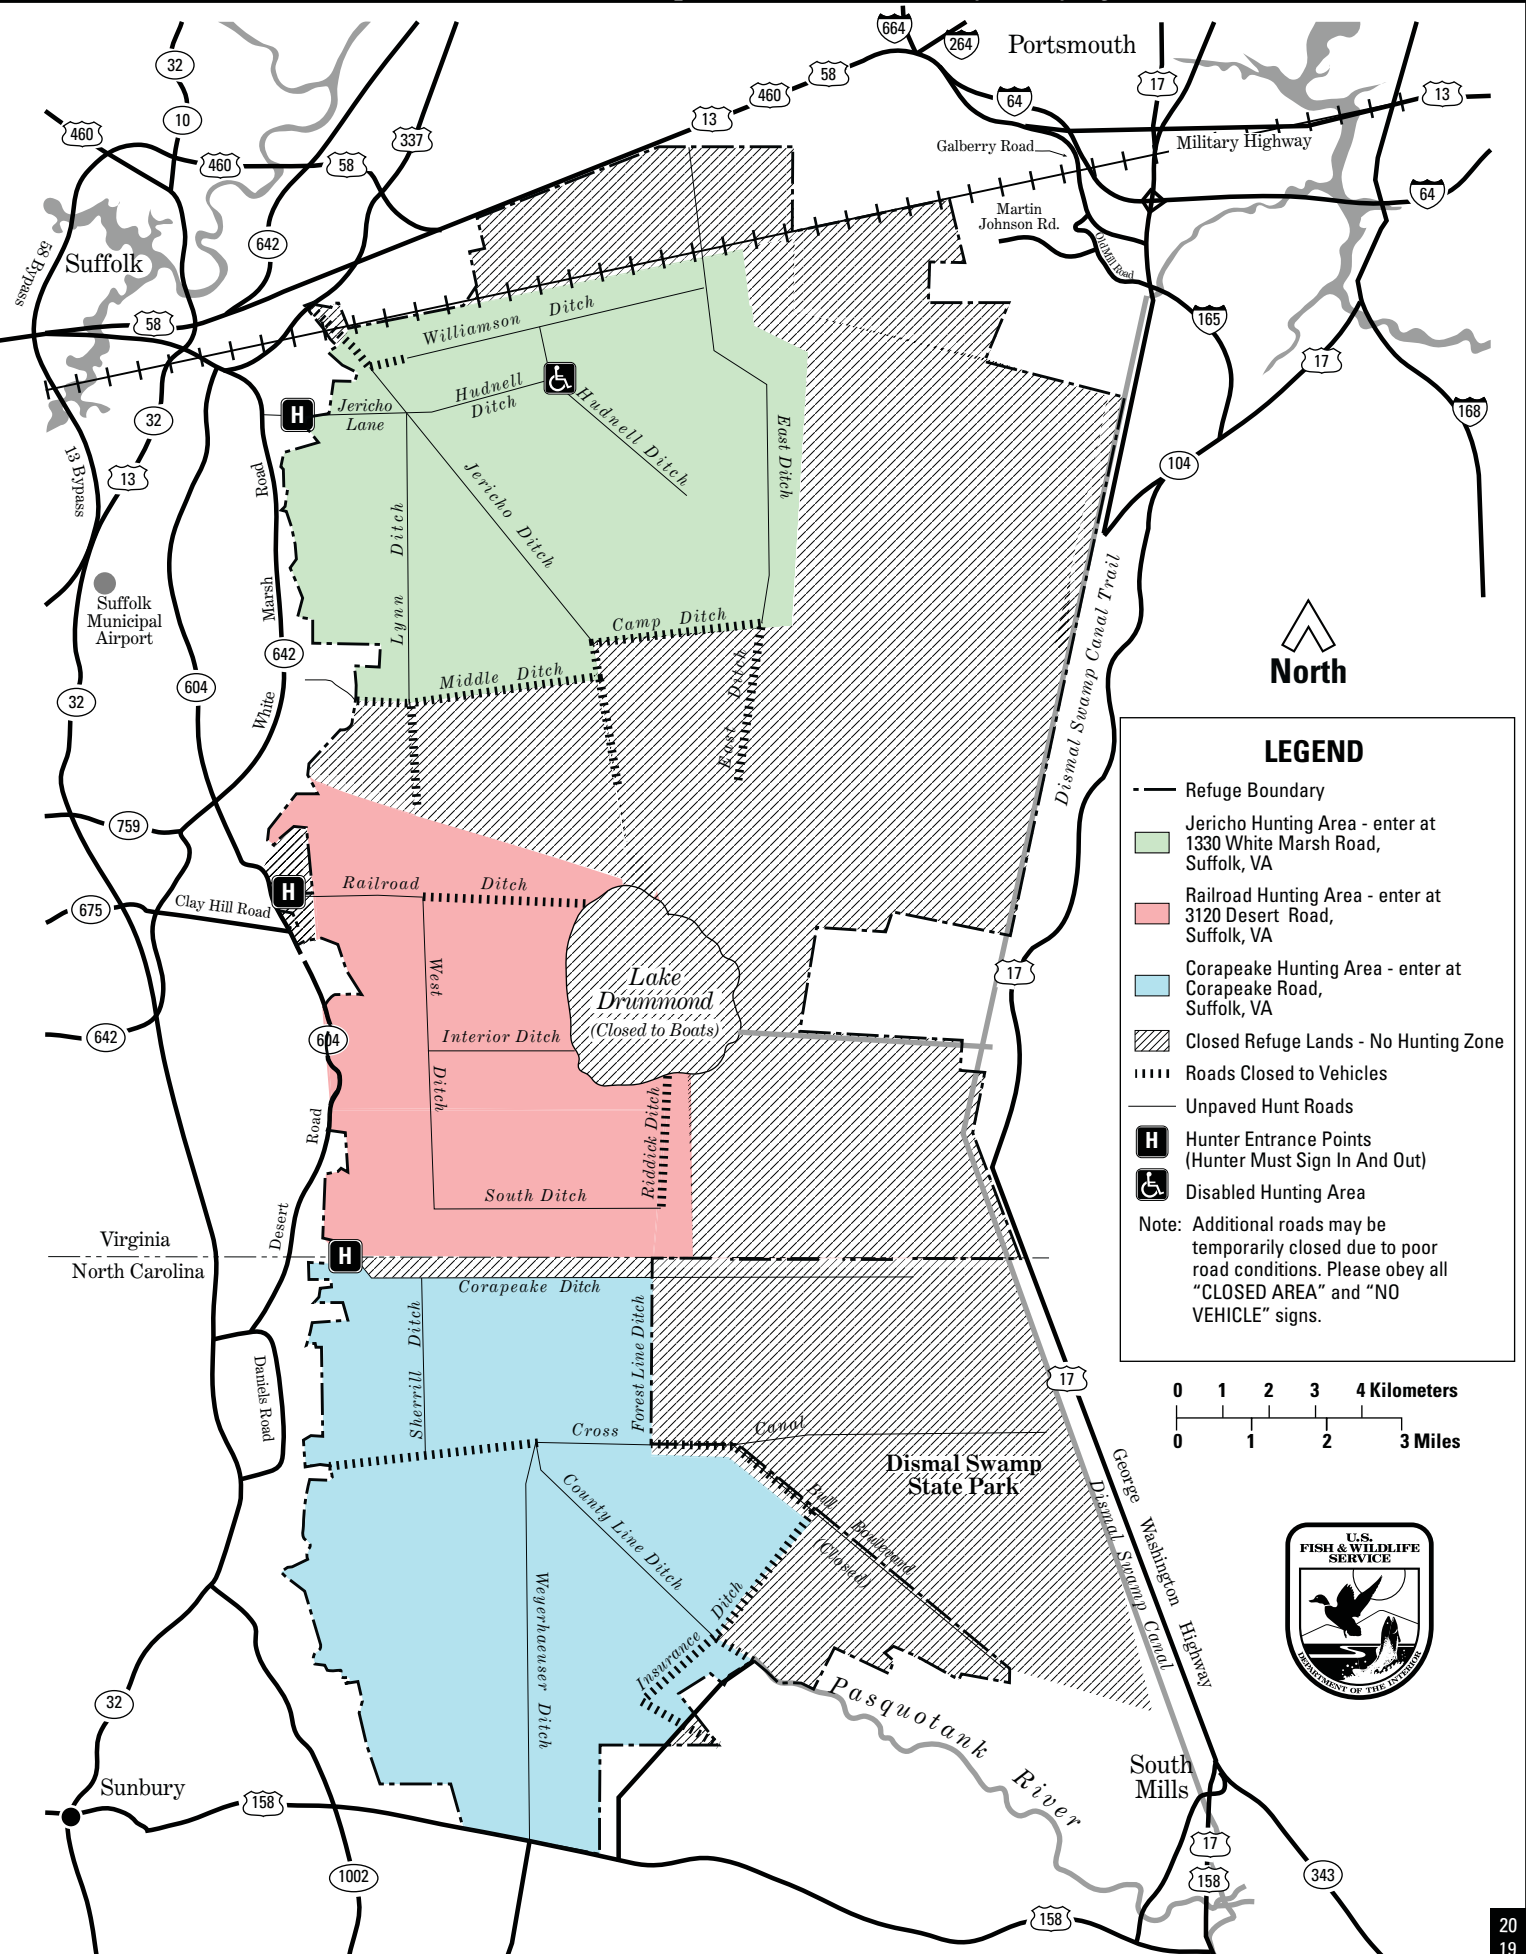 664
264
Portsmouth
32
58
17
460
64
13
10
13
460
337
Military Highway
Galberry Road
460
58
64
Martin
Johnson Rd.
642
Old Mill Road
58 Bypass
Suffolk
165
58
Williamson Ditch
17
Hudnell
Ditch
H
Jericho
Lane
Hudnell Ditch
168
32
East Ditch
13 Bypass
13
Road
Jericho Ditch
104
Lynn Ditch
Marsh
Suffolk
Municipal
Airport
Camp Ditch
Dismal Swamp Canal Trail
642
North
604
Middle Ditch
East Ditch
32
White
LEGEND
Refuge Boundary
Jericho Hunting Area - enter at
1330 White Marsh Road,
Suffolk, VA
Railroad Hunting Area - enter at
3120 Desert Road,
Suffolk, VA
Corapeake Hunting Area - enter at
Corapeake Road,
Suffolk, VA
Closed Refuge Lands - No Hunting Zone
Roads Closed to Vehicles
Unpaved Hunt Roads
H
Hunter Entrance Points
(Hunter Must Sign In And Out)
Disabled Hunting Area
Note: Additional roads may be
temporarily closed due to poor
road conditions. Please obey all
“CLOSED AREA” and “NO
VEHICLE” signs.
759
H
Railroad Ditch
675
Clay Hill Road
West
Ditch
Lake
Drummond
(Closed to Boats)
17
642
604
Interior Ditch
Road
Riddick Ditch
South Ditch
Desert
Virginia
North Carolina
H
Corapeake Ditch
Sherrill Ditch
Forest Line Ditch
Daniels Road
17
0 1 2 3 4 Kilometers
0 1 2 3 Miles
Cross
Canal
Dismal Swamp
State Park
Bull Boulevard
(Closed)
County Line Ditch
George Washington Highway
Dismal Swamp Canal
Weyerhaeuser Ditch
Insurance Ditch
U.S.
FISH & WILDLIFE
SERVICE
DEPARTMENT OF THE INTERIOR
Pasquotank River
32
South
Mills
Sunbury
158
17
1002
158
343
158
20
19